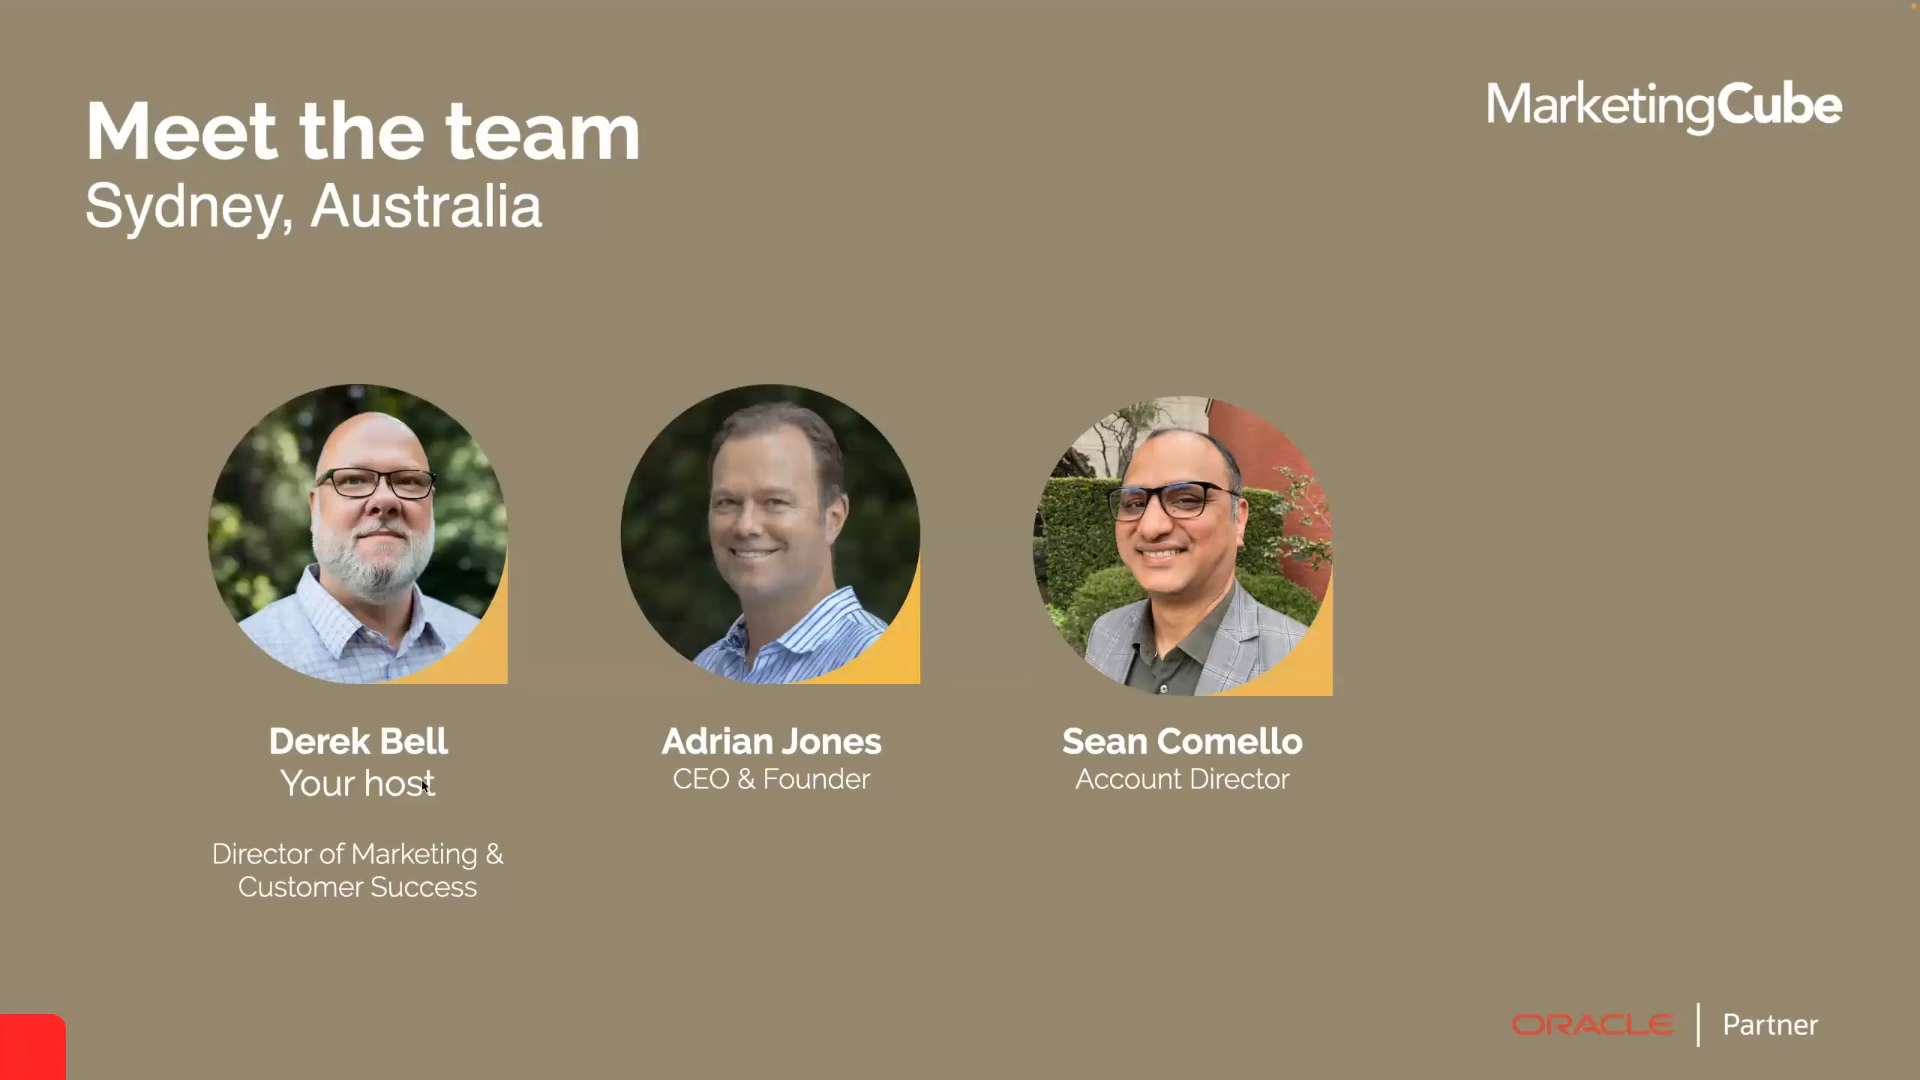 Meet the team
Sydney, Australia
MarketingCube
Derek Bell
Your host
Director of Marketing &
Customer Success
Adrian Jones
CEO & Founder
Sean Comello
Account Director
ORACLE | Partner